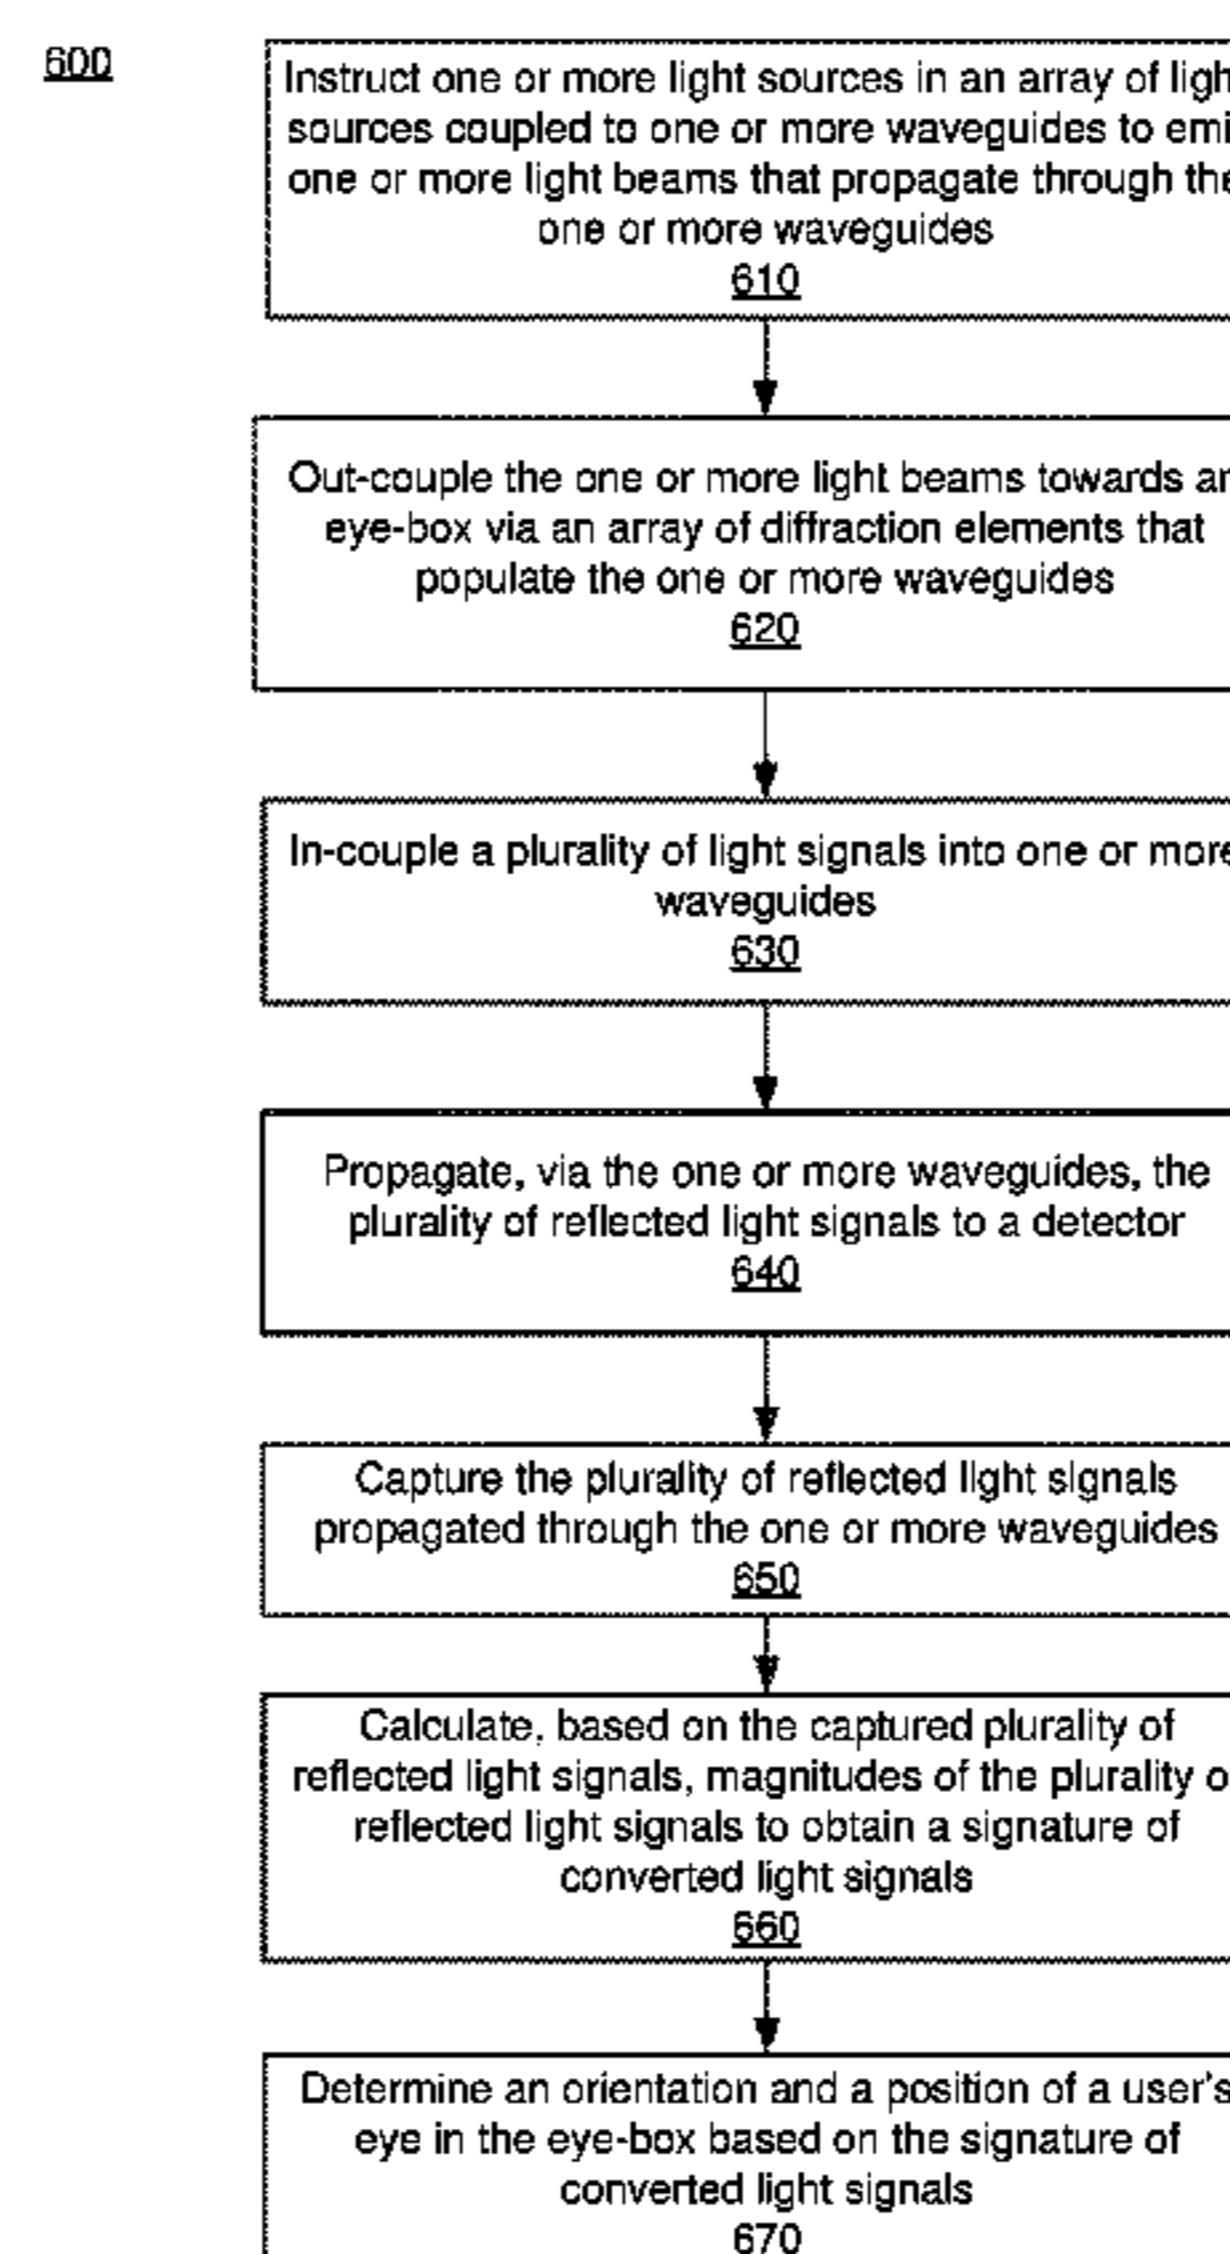 600
Instruct one or more light sources in an array of ligh
sources coupled to one or more waveguides to emi
one or more light beams that propagate through the
one or more waveguides
610
Out-couple the one or more light beams towards an
eye-box via an array of diffraction elements that
populate the one or more waveguides
620
In-couple a plurality of light signals into one or more
waveguides
630
Propagate, via the one or more waveguides, the
plurality of reflected light signals to a detector
640
Capture the plurality of reflected light signals
propagated through the one or more waveguides
650
Calculate, based on the captured plurality of
reflected light signals, magnitudes of the plurality o
reflected light signals to obtain a signature of
converted light signals
660
Determine an orientation and a position of a user's
eye in the eye-box based on the signature of
converted light signals
670